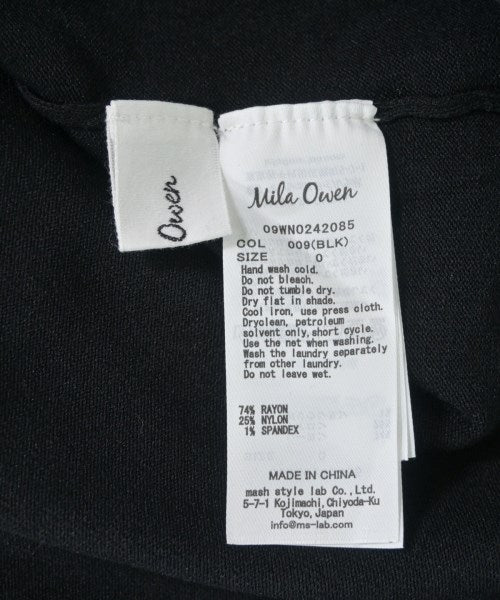 Owen
Mila Owen
09WN0242085
COL 009(BLK)
SIZE 0
Hand wash cold.
Do not bleach.
Do not tumble dry.
Dry flat in shade.
Cool iron, use press cloth.
Dryclean, petroleum
solvent only,short cycle.
Use the net when washing.
Wash the laundry separately
from other laundry.
Do not leave wet.
74% RAYON
25% NYLON
1% SPANDEX
MADE IN CHINA
mash style lab Co.,Ltd.
5-7-1 Kojimachi,Chiyoda-Ku
Tokyo,Japan
info@ms-lab.com